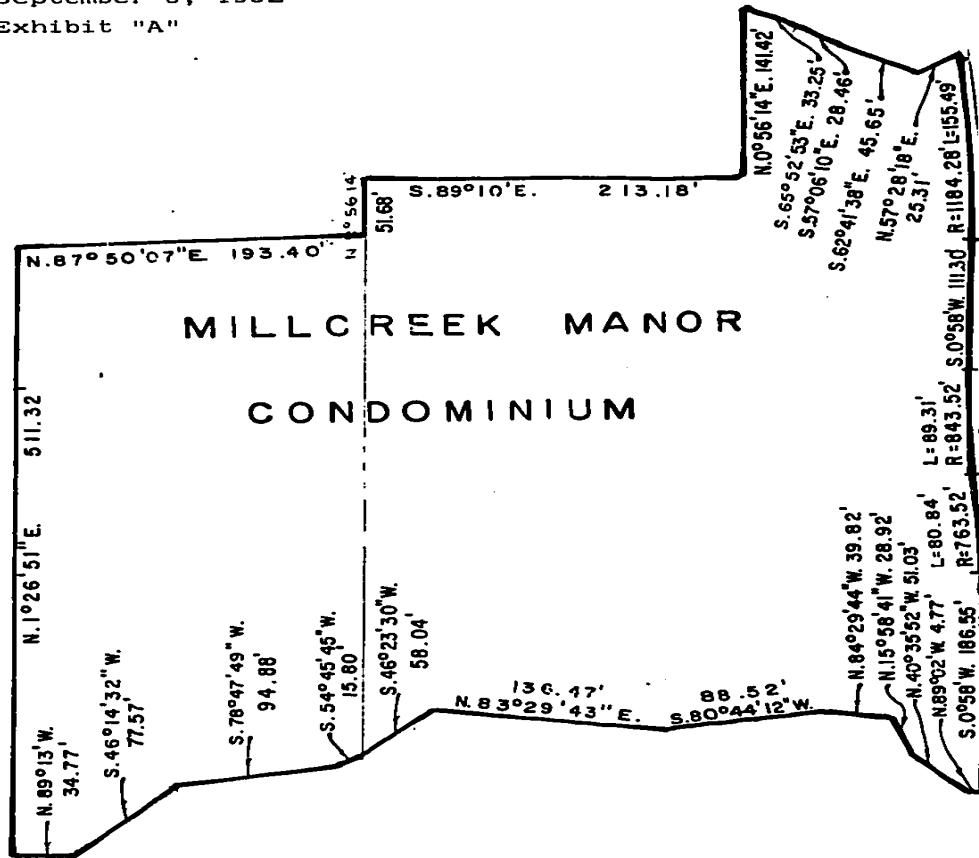 Exhibit "A"
N.0°56'14"E. 141.42'
S.65°52'53"E. 33.25'
S.57°06'10"E. 28.46'
S.62°41'38"E. 45.65'
N.57°28'18"E.
25.31'
R=1184.28' L=155.49'
S.0°58'W. 111.30
S.89°10'E. 213.18'
N 0°56 14
51.68'
N.87°50'07"E. 193.40'
MILLCREEK MANOR
CONDOMINIUM
N.1°26'51"E. 511.32'
L=89.31'
R=843.52'
L=80.84'
R=763.52'
S.0°58'W. 186.55'
N.89°02'W. 4.77'
N.40°35'52"W. 51.03'
N.15°58'41"W. 28.92'
N.84°29'44"W. 39.82'
88.52'
S.80°44'12"W.
136.47'
N.83°29'43"E.
S.46°23'30"W.
58.04'
S.54°45'45"W.
15.80'
S.78°47'49"W.
94.88'
S.46°14'32"W.
77.57'
N.89°13'W.
34.77'